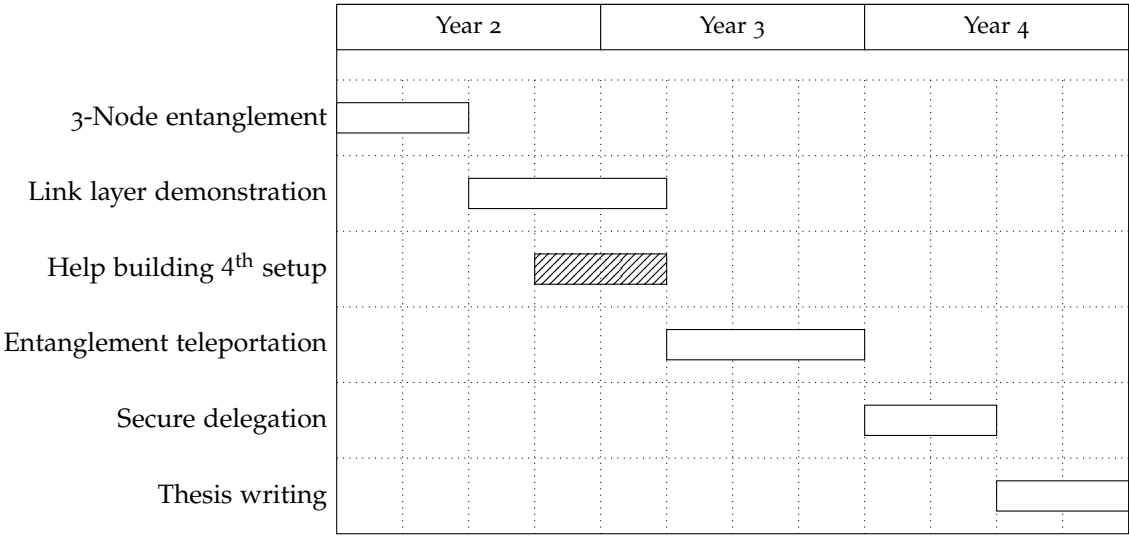 Year 2 Year 3 Year 4
3-Node entanglement
Link layer demonstration
Help building 4th setup
Entanglement teleportation
Secure delegation
Thesis writing